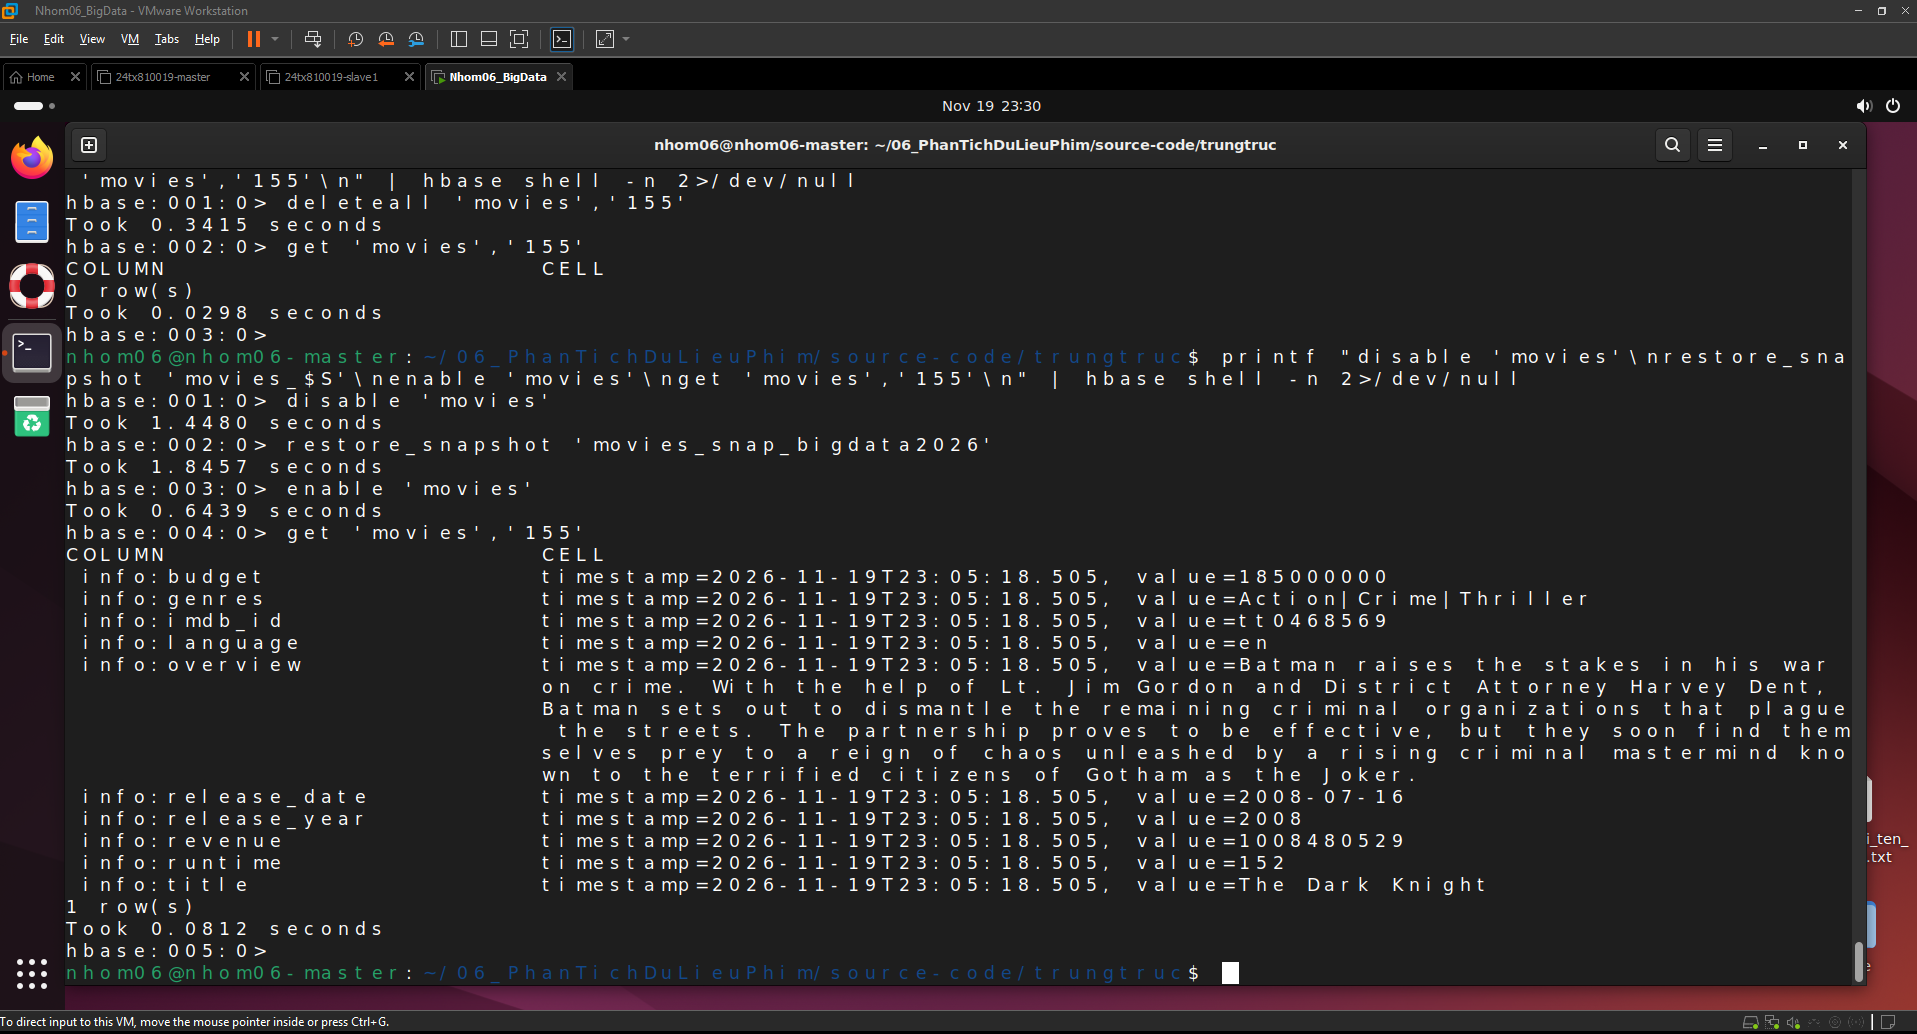 Nhom06_BigData - VMware Workstation
File Edit View VM Tabs Help
Home 24tx810019-master 24tx810019-slave1 Nhom06_BigData
Nov 19 23:30
nhom06@nhom06-master: ~/06_PhanTichDuLieuPhim/source-code/trungtruc
'movies','155'\n" | hbase shell -n 2>/dev/null
hbase:001:0> deleteall 'movies','155'
Took 0.3415 seconds
hbase:002:0> get 'movies','155'
COLUMN CELL
0 row(s)
Took 0.0298 seconds
hbase:003:0>
nhom06@nhom06-master:~/06_PhanTichDuLieuPhim/source-code/trungtruc$ printf "disable 'movies'\nrestore_sna
pshot 'movies_$S'\nenable 'movies'\nget 'movies','155'\n" | hbase shell -n 2>/dev/null
hbase:001:0> disable 'movies'
Took 1.4480 seconds
hbase:002:0> restore_snapshot 'movies_snap_bigdata2026'
Took 1.8457 seconds
hbase:003:0> enable 'movies'
Took 0.6439 seconds
hbase:004:0> get 'movies','155'
COLUMN CELL
info:budget timestamp=2026-11-19T23:05:18.505, value=185000000
info:genres timestamp=2026-11-19T23:05:18.505, value=Action|Crime|Thriller
info:imdb_id timestamp=2026-11-19T23:05:18.505, value=tt0468569
info:language timestamp=2026-11-19T23:05:18.505, value=en
info:overview timestamp=2026-11-19T23:05:18.505, value=Batman raises the stakes in his war
on crime. With the help of Lt. Jim Gordon and District Attorney Harvey Dent,
Batman sets out to dismantle the remaining criminal organizations that plague
the streets. The partnership proves to be effective, but they soon find them
selves prey to a reign of chaos unleashed by a rising criminal mastermind kno
wn to the terrified citizens of Gotham as the Joker.
info:release_date timestamp=2026-11-19T23:05:18.505, value=2008-07-16
info:release_year timestamp=2026-11-19T23:05:18.505, value=2008
info:revenue timestamp=2026-11-19T23:05:18.505, value=1008480529
info:runtime timestamp=2026-11-19T23:05:18.505, value=152
info:title timestamp=2026-11-19T23:05:18.505, value=The Dark Knight
1 row(s)
Took 0.0812 seconds
hbase:005:0>
nhom06@nhom06-master:~/06_PhanTichDuLieuPhim/source-code/trungtruc$
i_ten_
.txt
e
To direct input to this VM, move the mouse pointer inside or press Ctrl+G.